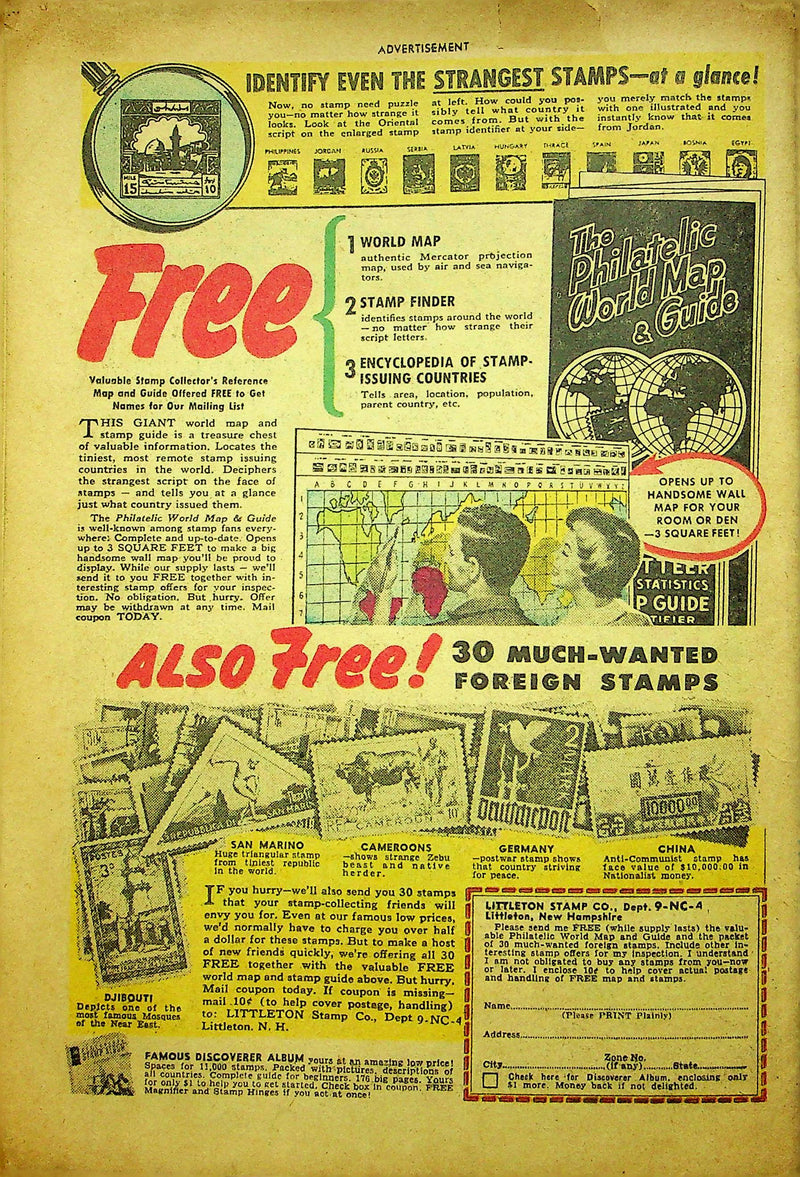 ADVERTISEMENT
IDENTIFY EVEN THE STRANGEST STAMPS—at a glance!
Now, no stamp need puzzle
you—no matter how strange it
looks. Look at the Oriental
script on the enlarged stamp
at left. How could you pos-
sibly tell what country it
comes from. But with the
stamp identifier at your side—
you merely match the stamps
with one illustrated and you
instantly know that it comes
from Jordan.
PHILIPPINES JORDAN RUSSIA SERBIA LATVIA HUNGARY THRACE SPAIN JAPAN BOSNIA EGYPT
MILS
15
10
Free
1 WORLD MAP
authentic Mercator projection
map, used by air and sea naviga-
tors.
2 STAMP FINDER
identifies stamps around the world
— no matter how strange their
script letters.
3 ENCYCLOPEDIA OF STAMP-
ISSUING COUNTRIES
Tells area, location, population,
parent country, etc.
The
Philatelic
World Map
& Guide
Valuable Stamp Collector's Reference
Map and Guide Offered FREE to Get
Names for Our Mailing List
THIS GIANT world map and
stamp guide is a treasure chest
of valuable information. Locates the
tiniest, most remote stamp issuing
countries in the world. Deciphers
the strangest script on the face of
stamps — and tells you at a glance
just what country issued them.
The Philatelic World Map & Guide
is well-known among stamp fans every-
where: Complete and up-to-date. Opens
up to 3 SQUARE FEET to make a big
handsome wall map you'll be proud to
display. While our supply lasts — we'll
send it to you FREE together with in-
teresting stamp offers for your inspec-
tion. No obligation. But hurry. Offer
may be withdrawn at any time. Mail
coupon TODAY.
A B C D E F G H I J K L M N O P Q R S T U V W X Y Z
1
2
3
4
5
6
7
OPENS UP TO
HANDSOME WALL
MAP FOR YOUR
ROOM OR DEN
—3 SQUARE FEET!
TTEER
STATISTICS
P GUIDE
TIFIER
ALSO Free! 30 MUCH-WANTED
FOREIGN STAMPS
REPUBBLICA DI SAN MARINO
CAMEROUN
10
2
10000
圓萬壹
POSTES
3
SAN MARINO
Huge triangular stamp
from tiniest republic
in the world.
CAMEROONS
—shows strange Zebu
beast and native
herder.
GERMANY
—postwar stamp shows
that country striving
for peace.
CHINA
Anti-Communist stamp has
face value of $10,000.00 in
Nationalist money.
DJIBOUTI
Depicts one of the
most famous Mosques
of the Near East.
IF you hurry—we'll also send you 30 stamps
that your stamp-collecting friends will
envy you for. Even at our famous low prices,
we'd normally have to charge you over half
a dollar for these stamps. But to make a host
of new friends quickly, we're offering all 30
FREE together with the valuable FREE
world map and stamp guide above. But hurry.
Mail coupon today. If coupon is missing—
mail 10¢ (to help cover postage, handling)
to: LITTLETON Stamp Co., Dept 9-NC-4
Littleton, N. H.
STAMP ALBUM
FAMOUS DISCOVERER ALBUM yours at an amazing low price!
Spaces for 11,000 stamps. Packed with pictures, descriptions of
all countries. Complete guide for beginners. 176 big pages. Yours
for only $1 to help you to get started. Check box in coupon. FREE
Magnifier and Stamp Hinges if you act at once!
LITTLETON STAMP CO., Dept. 9-NC-4
Littleton, New Hampshire
Please send me FREE (while supply lasts) the valu-
able Philatelic World Map and Guide and the packet
of 30 much-wanted foreign stamps. Include other in-
teresting stamp offers for my inspection. I understand
I am not obligated to buy any stamps from you—now
or later. I enclose 10¢ to help cover actual postage
and handling of FREE map and stamps.
Name
(Please PRINT Plainly)
Address
City Zone No. (if any) State
Check here for Discoverer Album, enclosing only
$1 more. Money back if not delighted.